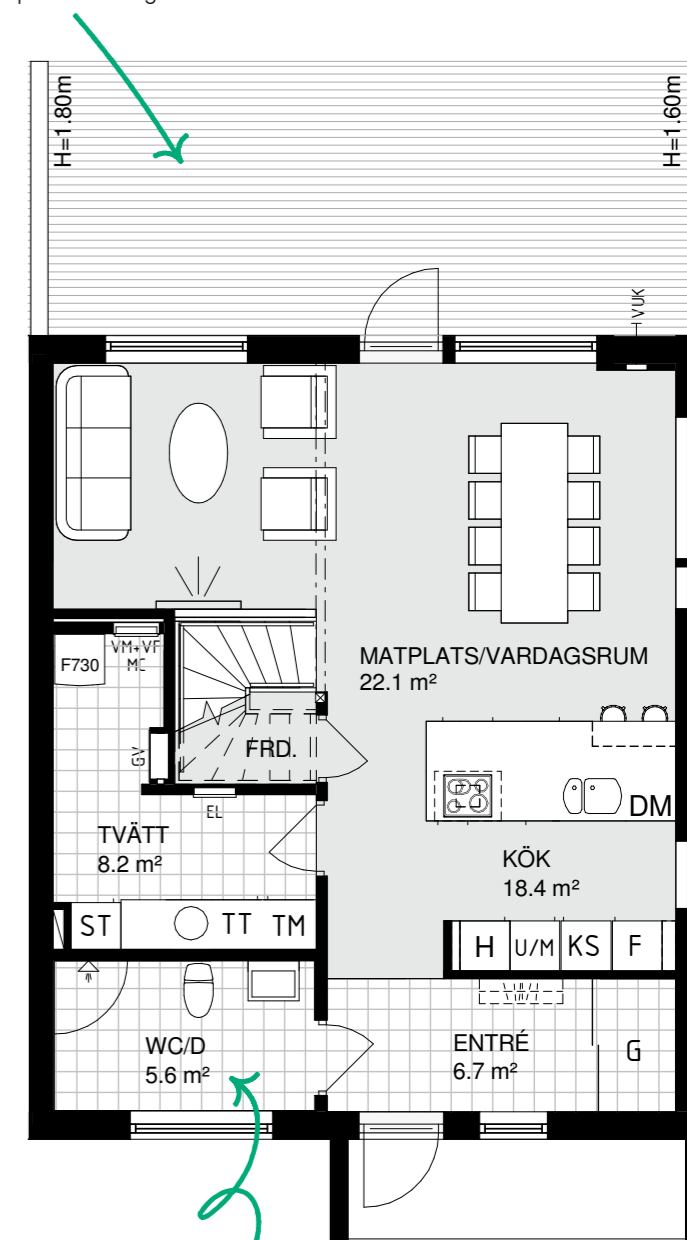 H=1.80m
H=1.60m
VUK
VM+VF
MC
F730
MATPLATS/VARDAGSRUM
22.1 m²
GV
FRD.
EL
DM
TVÄTT
8.2 m²
KÖK
18.4 m²
ST
TT
TM
H
U/M
KS
F
WC/D
5.6 m²
ENTRÉ
6.7 m²
G